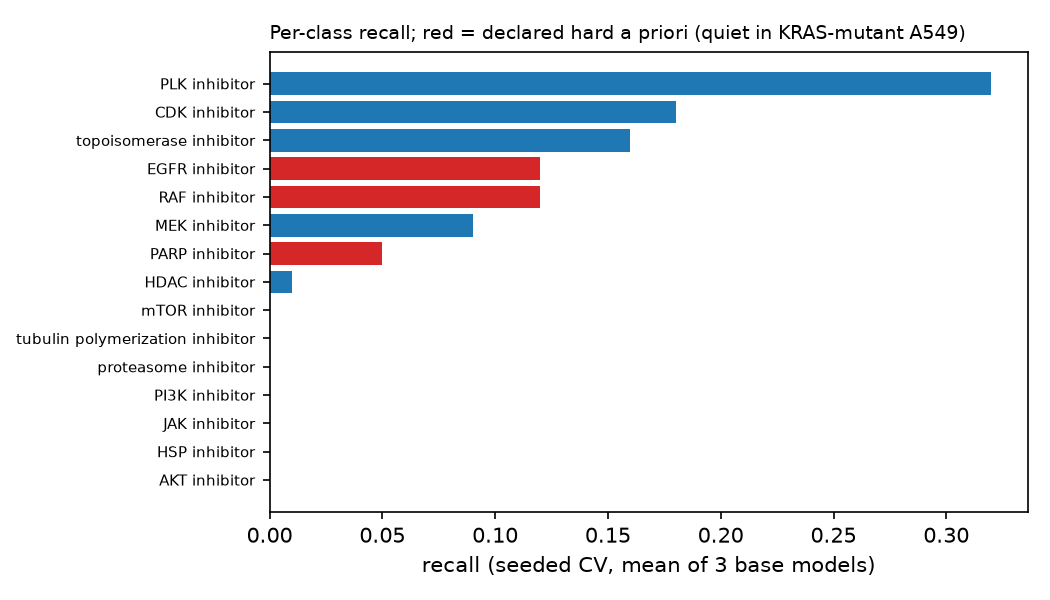 Per-class recall; red = declared hard a priori (quiet in KRAS-mutant A549)
PLK inhibitor
CDK inhibitor
topoisomerase inhibitor
EGFR inhibitor
RAF inhibitor
MEK inhibitor
PARP inhibitor
HDAC inhibitor
mTOR inhibitor
tubulin polymerization inhibitor
proteasome inhibitor
PI3K inhibitor
JAK inhibitor
HSP inhibitor
AKT inhibitor
0.00 0.05 0.10 0.15 0.20 0.25 0.30
recall (seeded CV, mean of 3 base models)